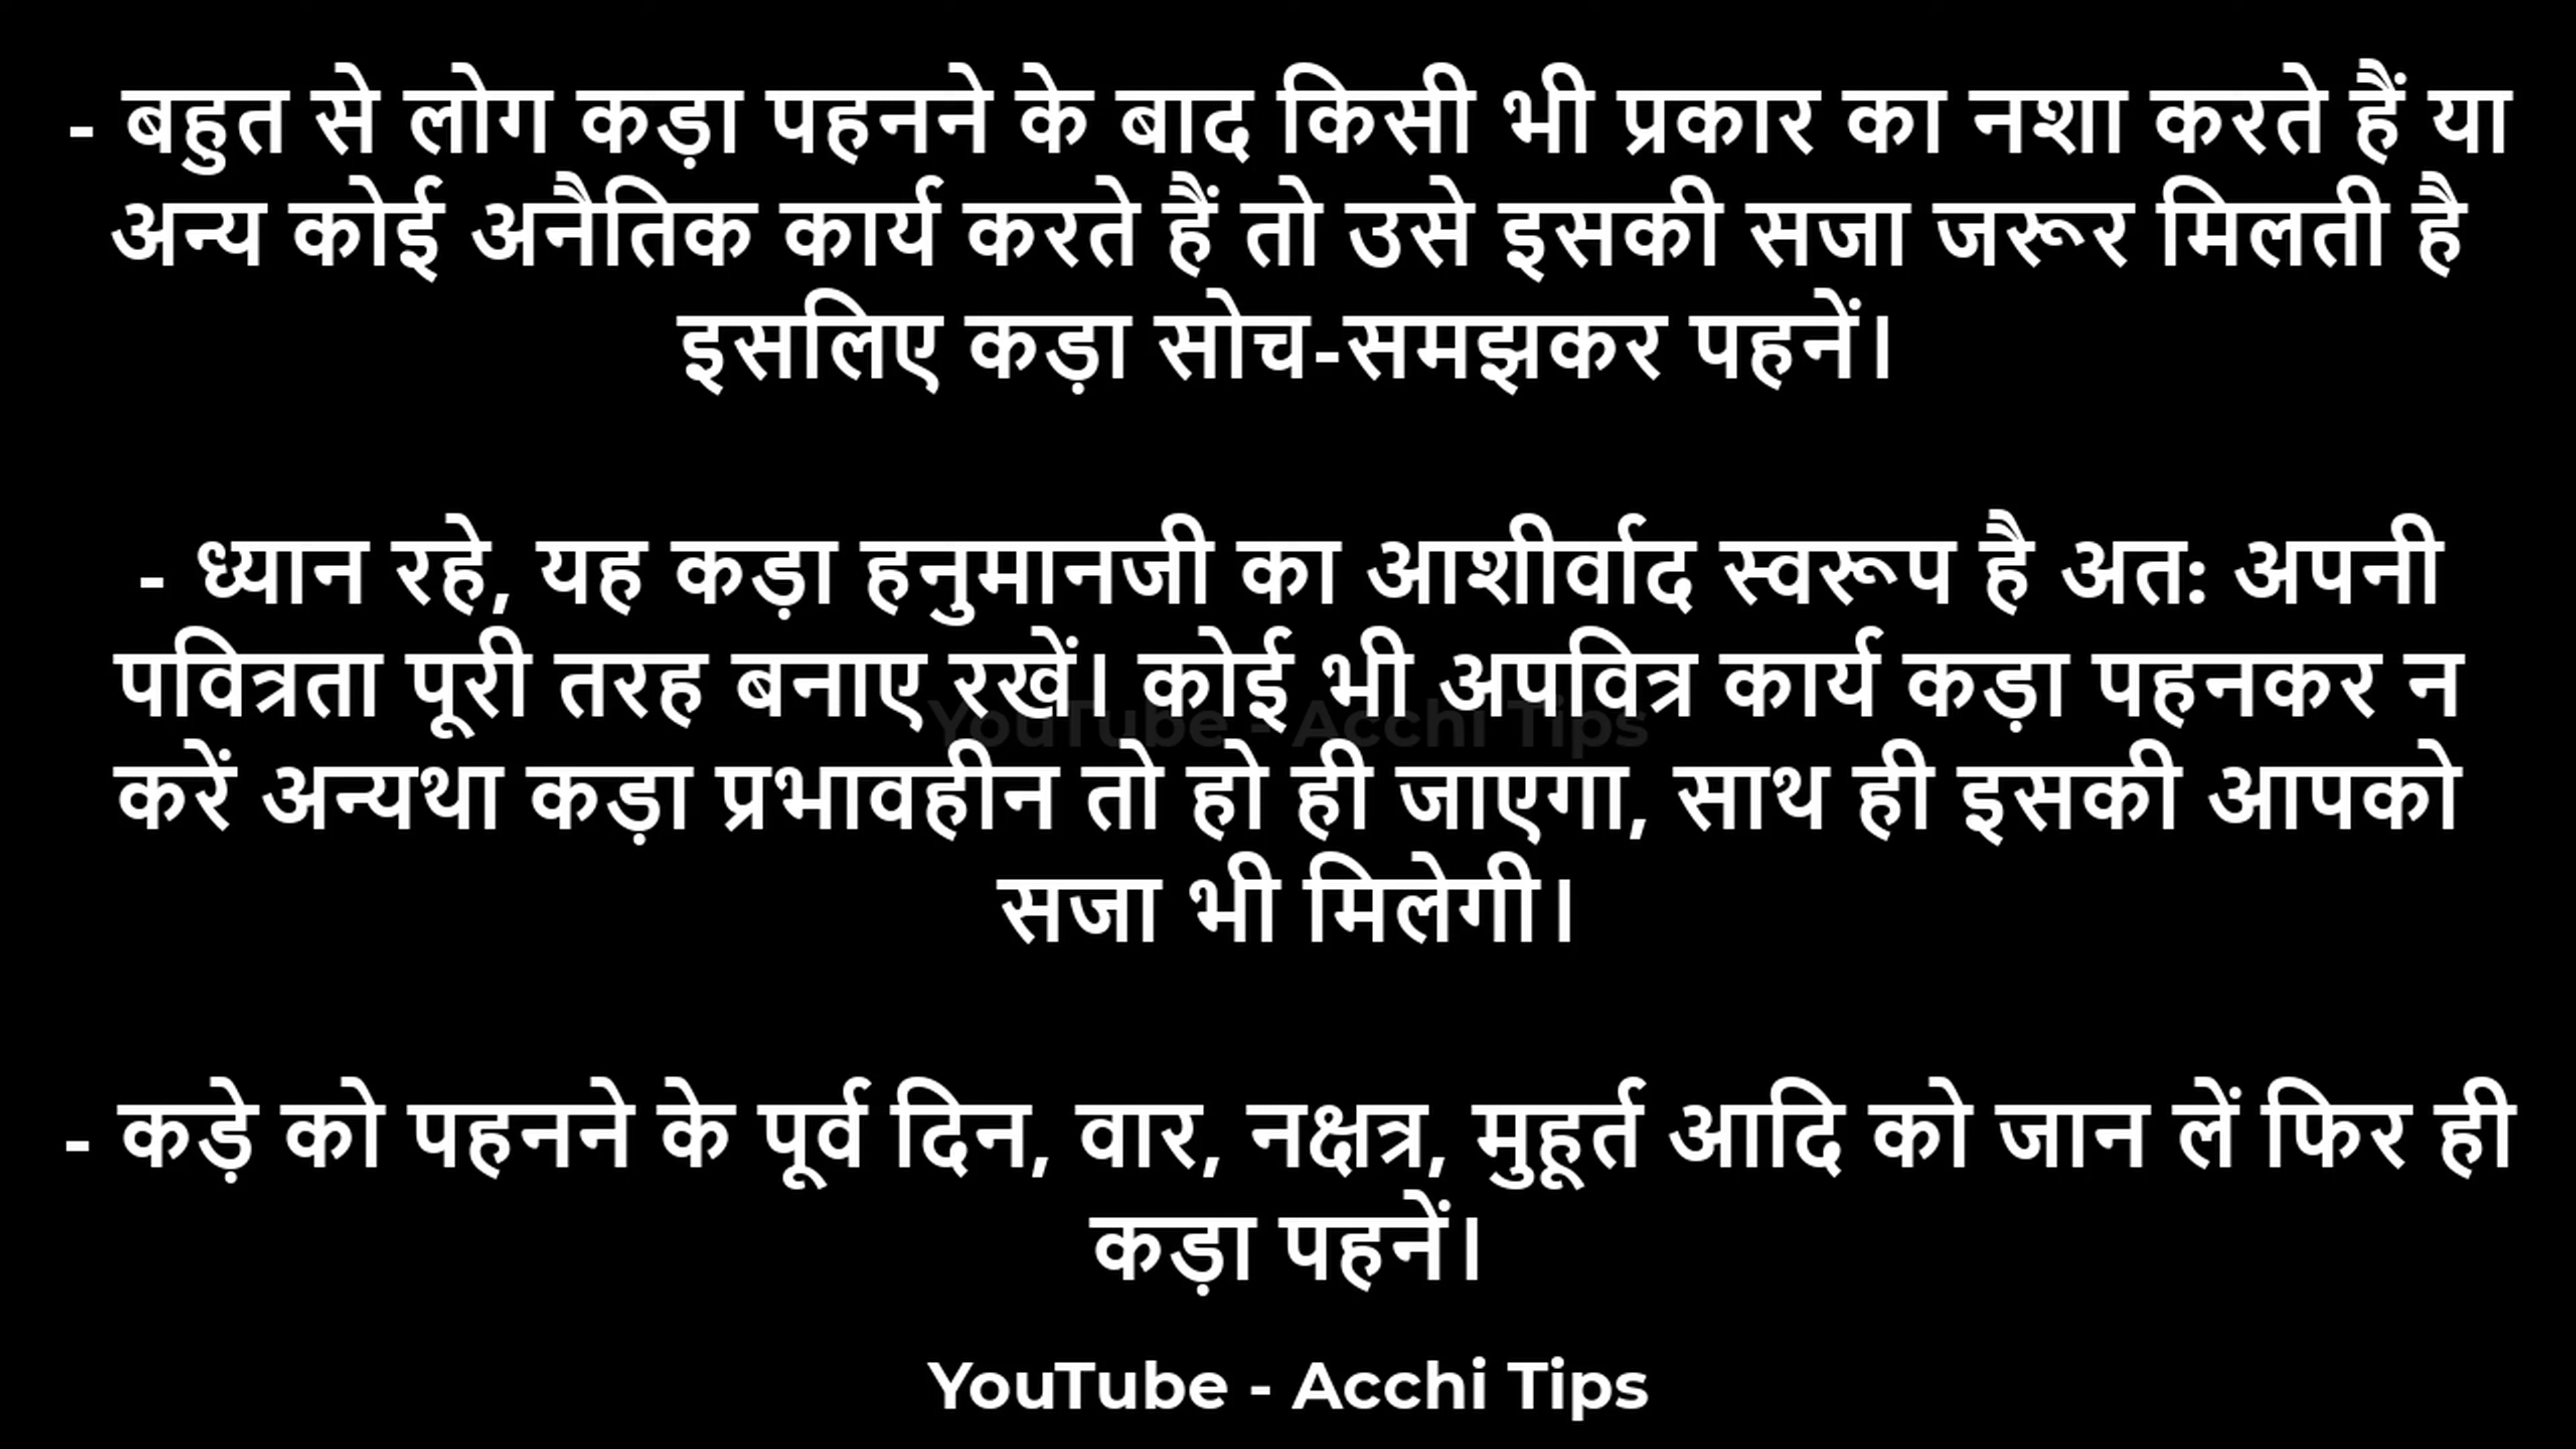 - बहुत से लोग कड़ा पहनने के बाद किसी भी प्रकार का नशा करते हैं या
अन्य कोई अनैतिक कार्य करते हैं तो उसे इसकी सजा जरूर मिलती है
इसलिए कड़ा सोच-समझकर पहनें।
- ध्यान रहे, यह कड़ा हनुमानजी का आशीर्वाद स्वरूप है अत: अपनी
पवित्रता पूरी तरह बनाए रखें। कोई भी अपवित्र कार्य कड़ा पहनकर न
YouTube - Acchi Tips
करें अन्यथा कड़ा प्रभावहीन तो हो ही जाएगा, साथ ही इसकी आपको
सजा भी मिलेगी।
- कड़े को पहनने के पूर्व दिन, वार, नक्षत्र, मुहूर्त आदि को जान लें फिर ही
कड़ा पहनें।
YouTube - Acchi Tips